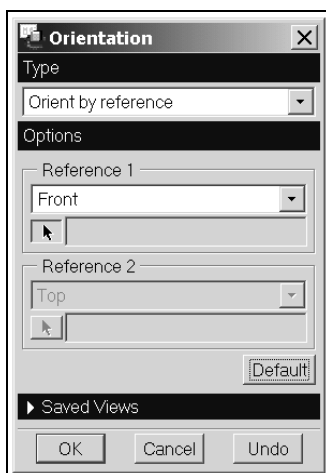 Orientation
Type
Orient by reference
Options
Reference 1
Front
Reference 2
Top
Default
Saved Views
OK Cancel Undo